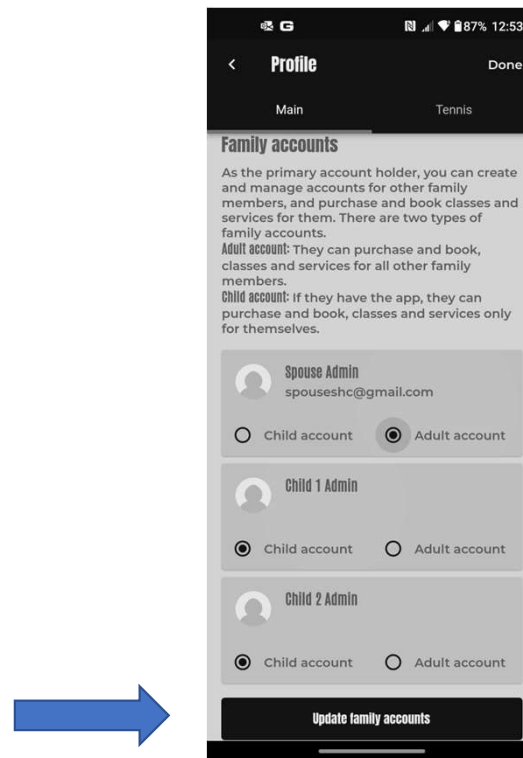 87% 12:53
Profile Done
Main Tennis
Family accounts
As the primary account holder, you can create
and manage accounts for other family
members, and purchase and book classes and
services for them. There are two types of
family accounts.
Adult account: They can purchase and book,
classes and services for all other family
members.
Child account: If they have the app, they can
purchase and book, classes and services only
for themselves.
Spouse Admin
spouseshc@gmail.com
Child account Adult account
Child 1 Admin
Child account Adult account
Child 2 Admin
Child account Adult account
Update family accounts